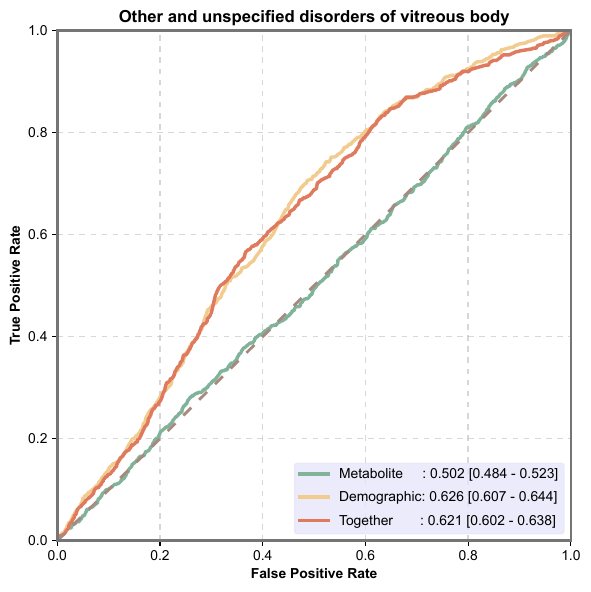 Other and unspecified disorders of vitreous body
1.0
0.8
0.6
0.4
0.2
0.0
True Positive Rate
0.0 0.2 0.4 0.6 0.8 1.0
False Positive Rate
Metabolite : 0.502 [0.484 - 0.523]
Demographic: 0.626 [0.607 - 0.644]
Together : 0.621 [0.602 - 0.638]